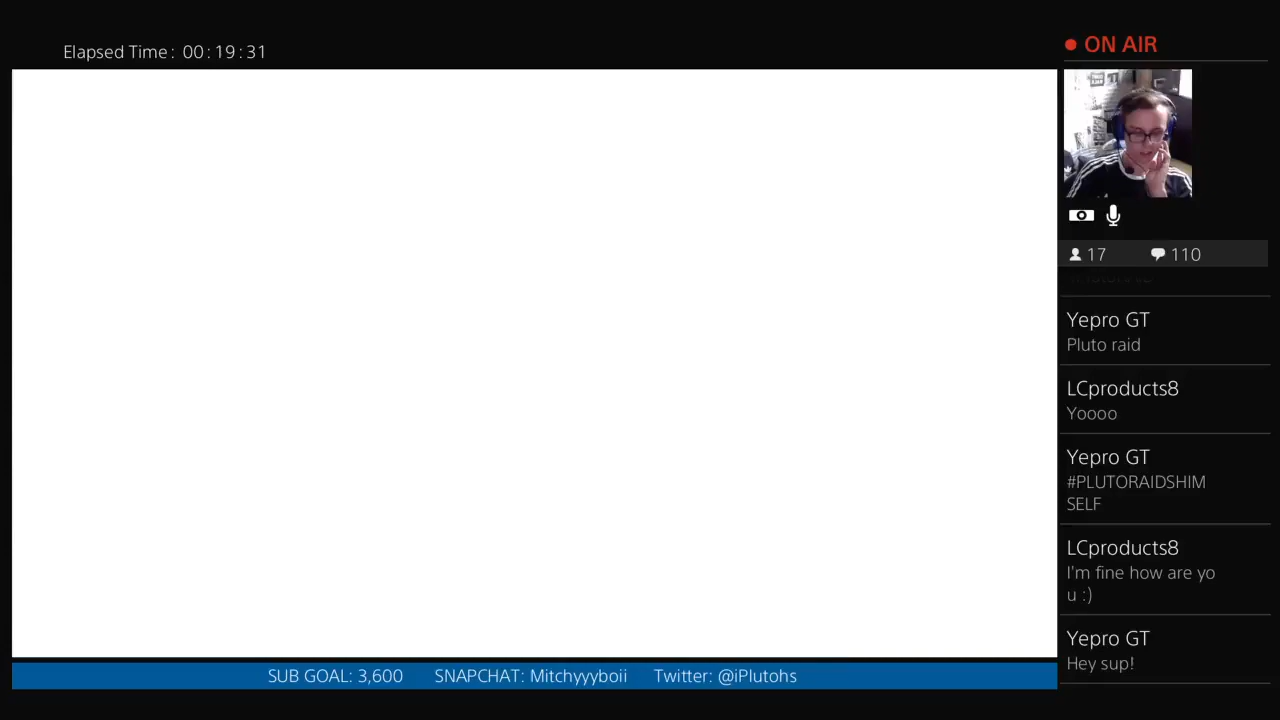 Elapsed Time: 00:19:31
ON AIR
17 110
Yepro GT
Pluto raid
LCproducts8
Yoooo
Yepro GT
#PLUTORAIDSHIM
SELF
LCproducts8
I'm fine how are yo
u :)
Yepro GT
Hey sup!
SUB GOAL: 3,600 SNAPCHAT: Mitchyyyboii Twitter: @iPlutohs